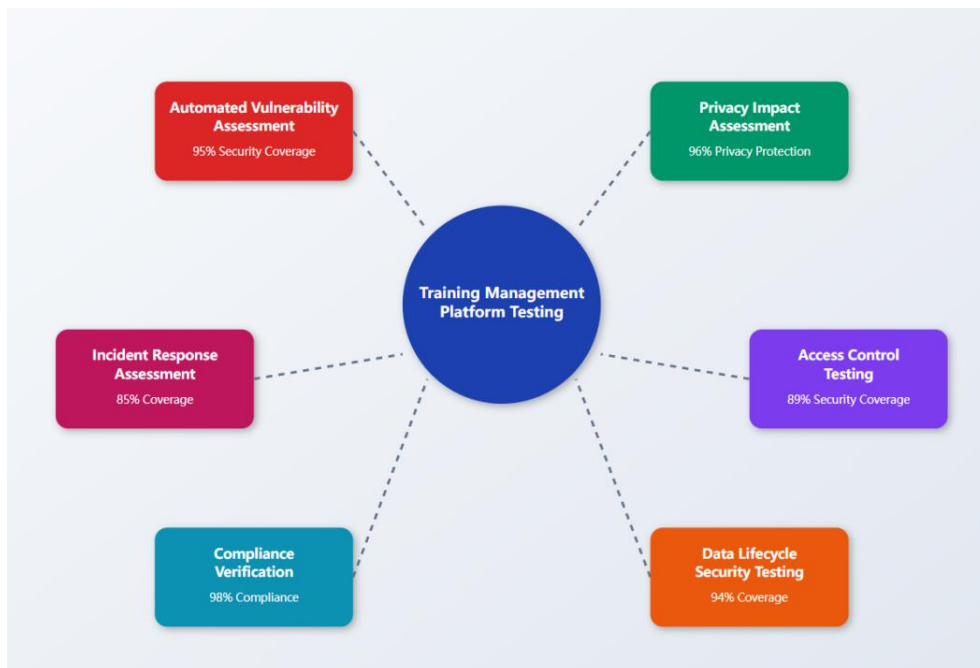 Automated Vulnerability
Assessment
95% Security Coverage
Privacy Impact
Assessment
96% Privacy Protection
Training Management
Platform Testing
Incident Response
Assessment
85% Coverage
Access Control
Testing
89% Security Coverage
Compliance
Verification
98% Compliance
Data Lifecycle
Security Testing
94% Coverage